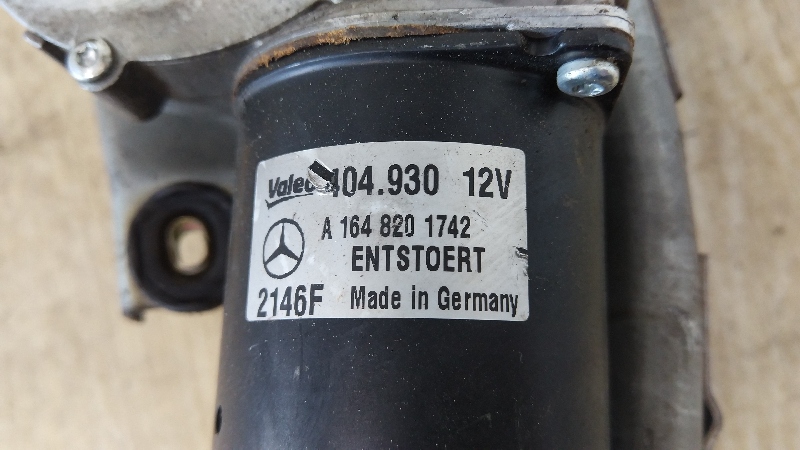 Valeo 404.930 12V
A 164 820 1742
ENTSTOERT
2146F Made in Germany